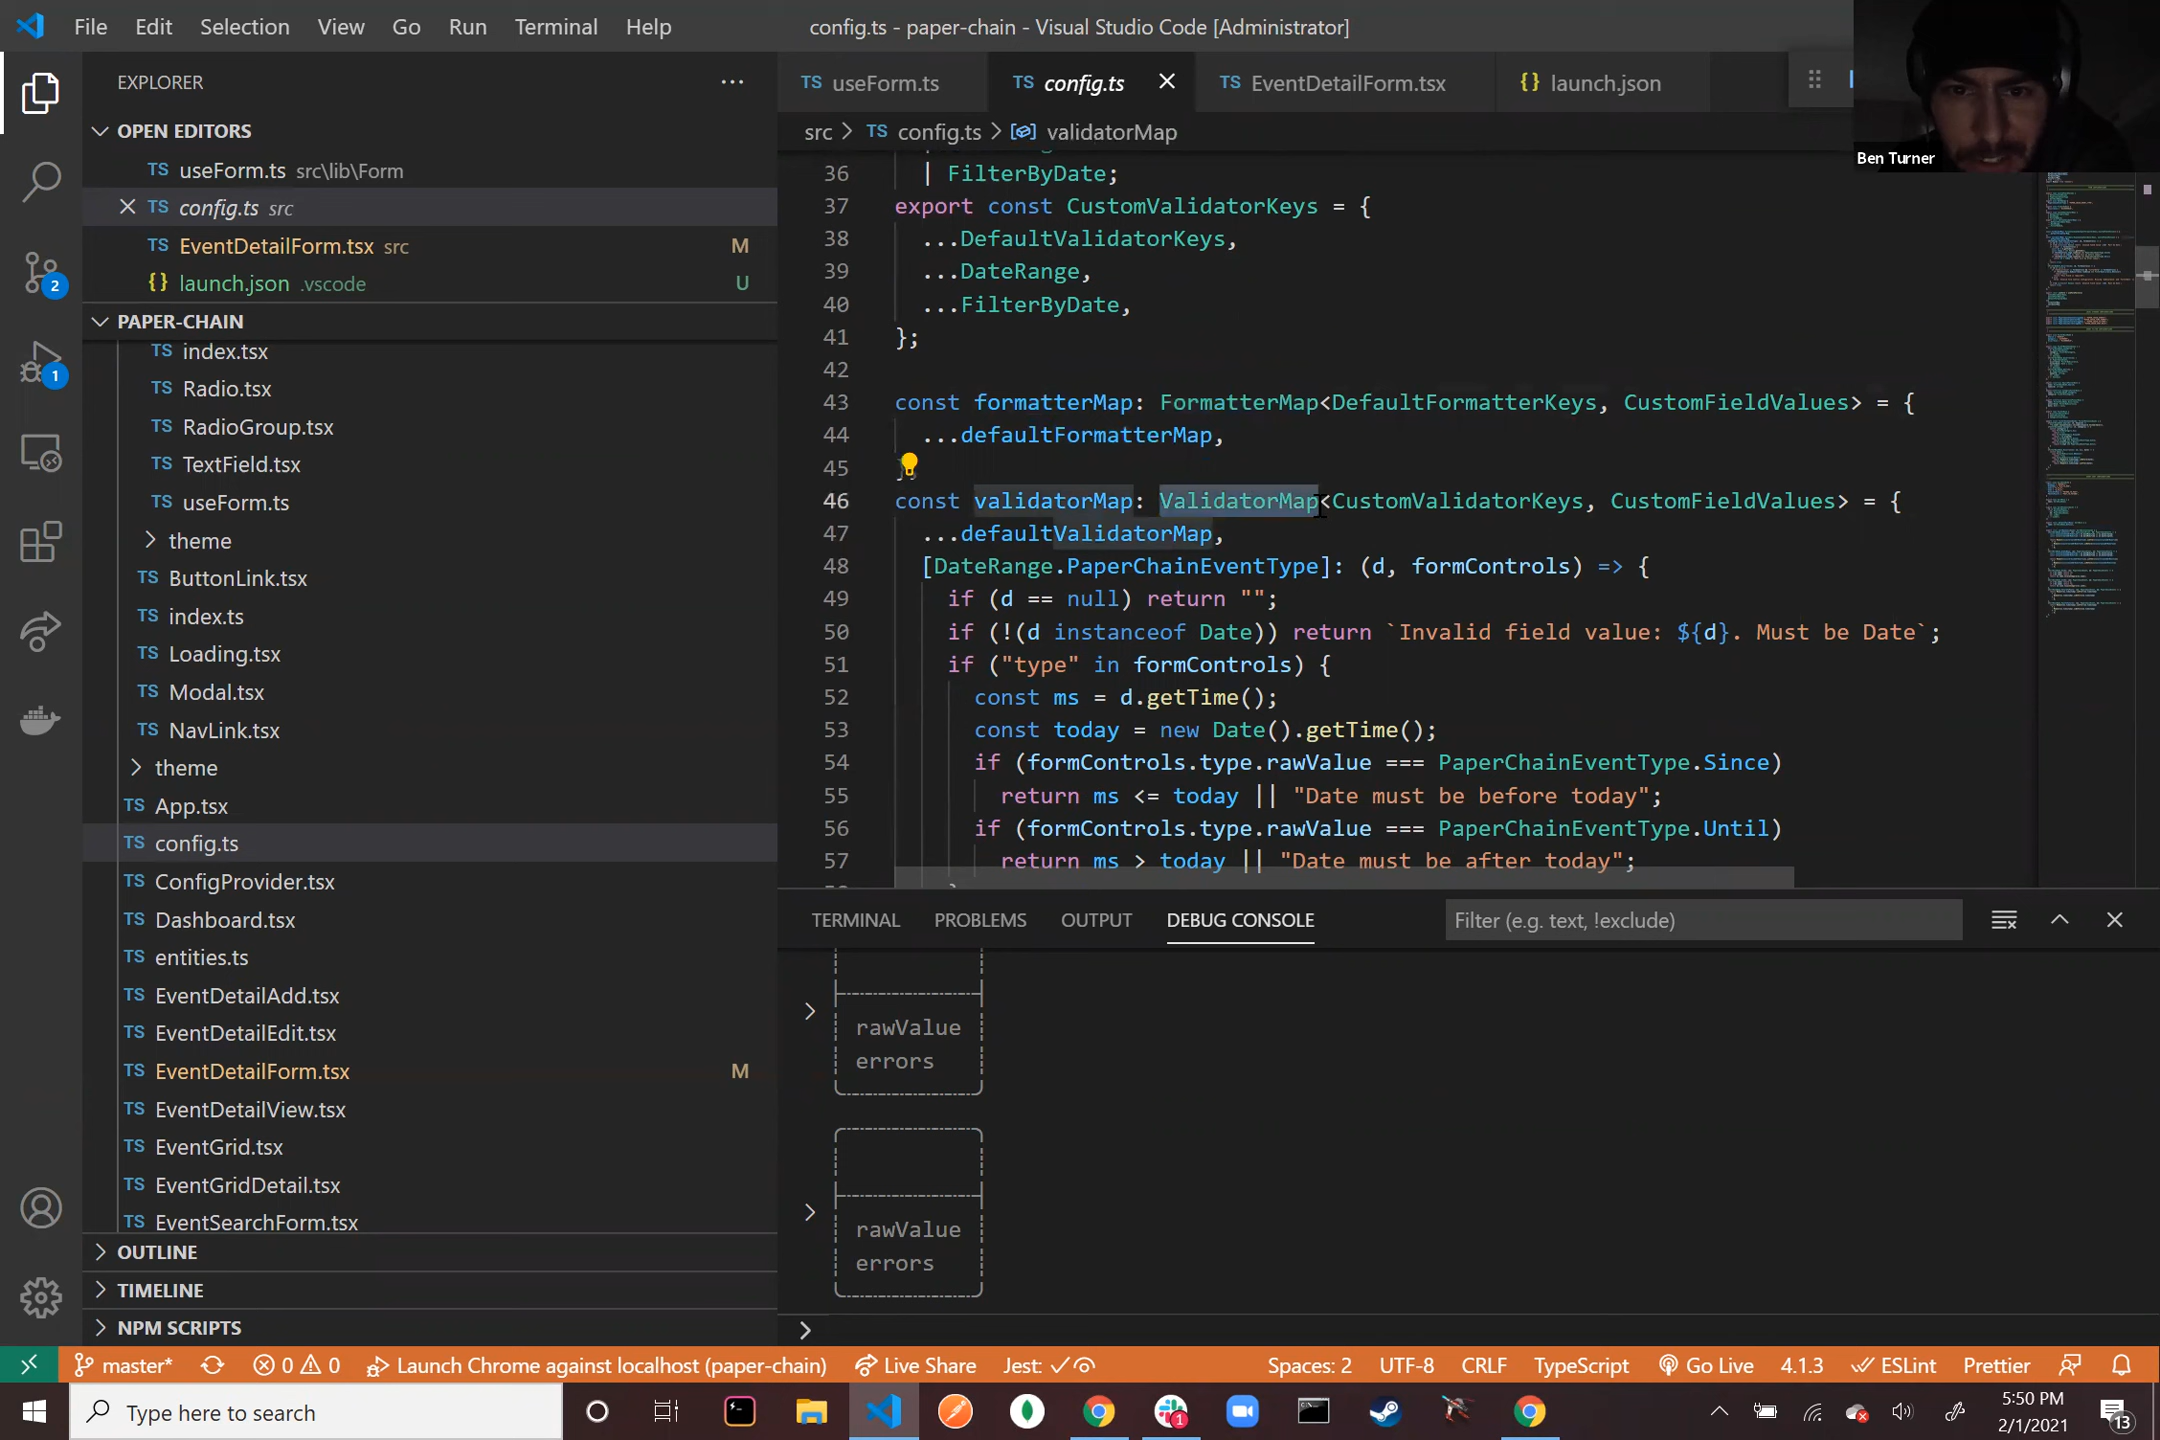 File Edit Selection View Go Run Terminal Help
config.ts - paper-chain - Visual Studio Code [Administrator]
EXPLORER
OPEN EDITORS
TS useForm.ts src\lib\Form
TS config.ts src
TS EventDetailForm.tsx src M
{} launch.json .vscode U
PAPER-CHAIN
TS index.tsx
TS Radio.tsx
TS RadioGroup.tsx
TS TextField.tsx
TS useForm.ts
theme
TS ButtonLink.tsx
TS index.ts
TS Loading.tsx
TS Modal.tsx
TS NavLink.tsx
theme
TS App.tsx
TS config.ts
TS ConfigProvider.tsx
TS Dashboard.tsx
TS entities.ts
TS EventDetailAdd.tsx
TS EventDetailEdit.tsx
TS EventDetailForm.tsx M
TS EventDetailView.tsx
TS EventGrid.tsx
TS EventGridDetail.tsx
TS EventSearchForm.tsx
OUTLINE
TIMELINE
NPM SCRIPTS
2
1
TS useForm.ts TS config.ts TS EventDetailForm.tsx {} launch.json
src > TS config.ts > validatorMap
Ben Turner
36 | FilterByDate;
37 export const CustomValidatorKeys = {
38 ...DefaultValidatorKeys,
39 ...DateRange,
40 ...FilterByDate,
41 };
42
43 const formatterMap: FormatterMap<DefaultFormatterKeys, CustomFieldValues> = {
44 ...defaultFormatterMap,
45
46 const validatorMap: ValidatorMap<CustomValidatorKeys, CustomFieldValues> = {
47 ...defaultValidatorMap,
48 [DateRange.PaperChainEventType]: (d, formControls) => {
49 if (d == null) return "";
50 if (!(d instanceof Date)) return `Invalid field value: ${d}. Must be Date`;
51 if ("type" in formControls) {
52 const ms = d.getTime();
53 const today = new Date().getTime();
54 if (formControls.type.rawValue === PaperChainEventType.Since)
55 return ms <= today || "Date must be before today";
56 if (formControls.type.rawValue === PaperChainEventType.Until)
57 return ms > today || "Date must be after today";
TERMINAL PROBLEMS OUTPUT DEBUG CONSOLE Filter (e.g. text, !exclude)
rawValue
errors
rawValue
errors
master* 0 0 Launch Chrome against localhost (paper-chain) Live Share Jest: Spaces: 2 UTF-8 CRLF TypeScript Go Live 4.1.3 ESLint Prettier
Type here to search
1
5:50 PM
2/1/2021
13